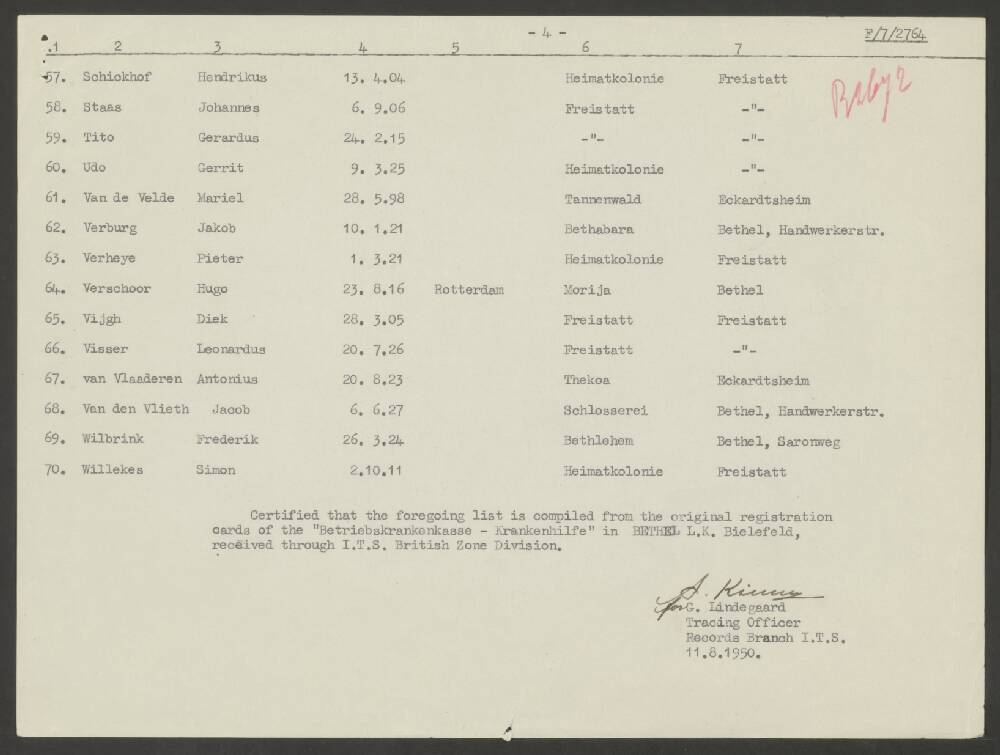 - 4 -
F/7/2764
.1 2 3 4 5 6 7
57. Schiokhof Hendrikus 13. 4.04 Heimatkolonie Freistatt
58. Staas Johannes 6. 9.06 Freistatt -"-
59. Tito Gerardus 24. 2.15 -"- -"-
60. Udo Gerrit 9. 3.25 Heimatkolonie -"-
61. Van de Velde Mariel 28. 5.98 Tannenwald Eckardtsheim
62. Verburg Jakob 10. 1.21 Bethabara Bethel, Handwerkerstr.
63. Verheye Pieter 1. 3.21 Heimatkolonie Freistatt
64. Verschoor Hugo 23. 8.16 Rotterdam Morija Bethel
65. Vijgh Diek 28. 3.05 Freistatt Freistatt
66. Visser Leonardus 20. 7.26 Freistatt -"-
67. van Vlaaderen Antonius 20. 8.23 Thekoa Eckardtsheim
68. Van den Vlieth Jacob 6. 6.27 Schlosserei Bethel, Handwerkerstr.
69. Wilbrink Frederik 26. 3.24 Bethlehem Bethel, Saronweg
70. Willekes Simon 2.10.11 Heimatkolonie Freistatt
Certified that the foregoing list is compiled from the original registration
cards of the "Betriebskrankenkasse - Krankenhilfe" in BETHEL L.K. Bielefeld,
received through I.T.S. British Zone Division.
for G. Lindegaard
Tracing Officer
Records Branch I.T.S.
11.8.1950.